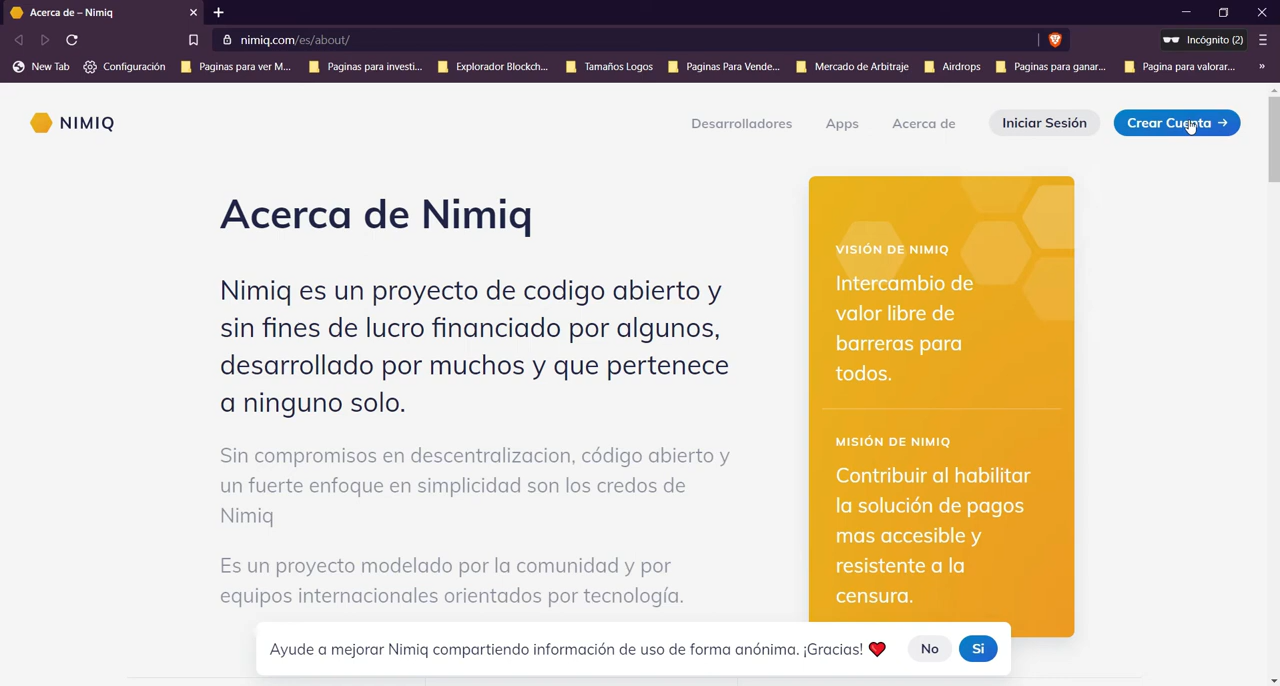 Acerca de – Nimiq
nimiq.com/es/about/
Incógnito (2)
New Tab
Configuración
Paginas para ver M...
Paginas para investi...
Explorador Blockch...
Tamaños Logos
Paginas Para Vende...
Mercado de Arbitraje
Airdrops
Paginas para ganar...
Pagina para valorar...
NIMIQ
Desarrolladores
Apps
Acerca de
Iniciar Sesión
Crear Cuenta →
Acerca de Nimiq
Nimiq es un proyecto de codigo abierto y
sin fines de lucro financiado por algunos,
desarrollado por muchos y que pertenece
a ninguno solo.
Sin compromisos en descentralizacion, código abierto y
un fuerte enfoque en simplicidad son los credos de
Nimiq
Es un proyecto modelado por la comunidad y por
equipos internacionales orientados por tecnología.
VISIÓN DE NIMIQ
Intercambio de
valor libre de
barreras para
todos.
MISIÓN DE NIMIQ
Contribuir al habilitar
la solución de pagos
mas accesible y
resistente a la
censura.
Ayude a mejorar Nimiq compartiendo información de uso de forma anónima. ¡Gracias! ❤️
No
Si